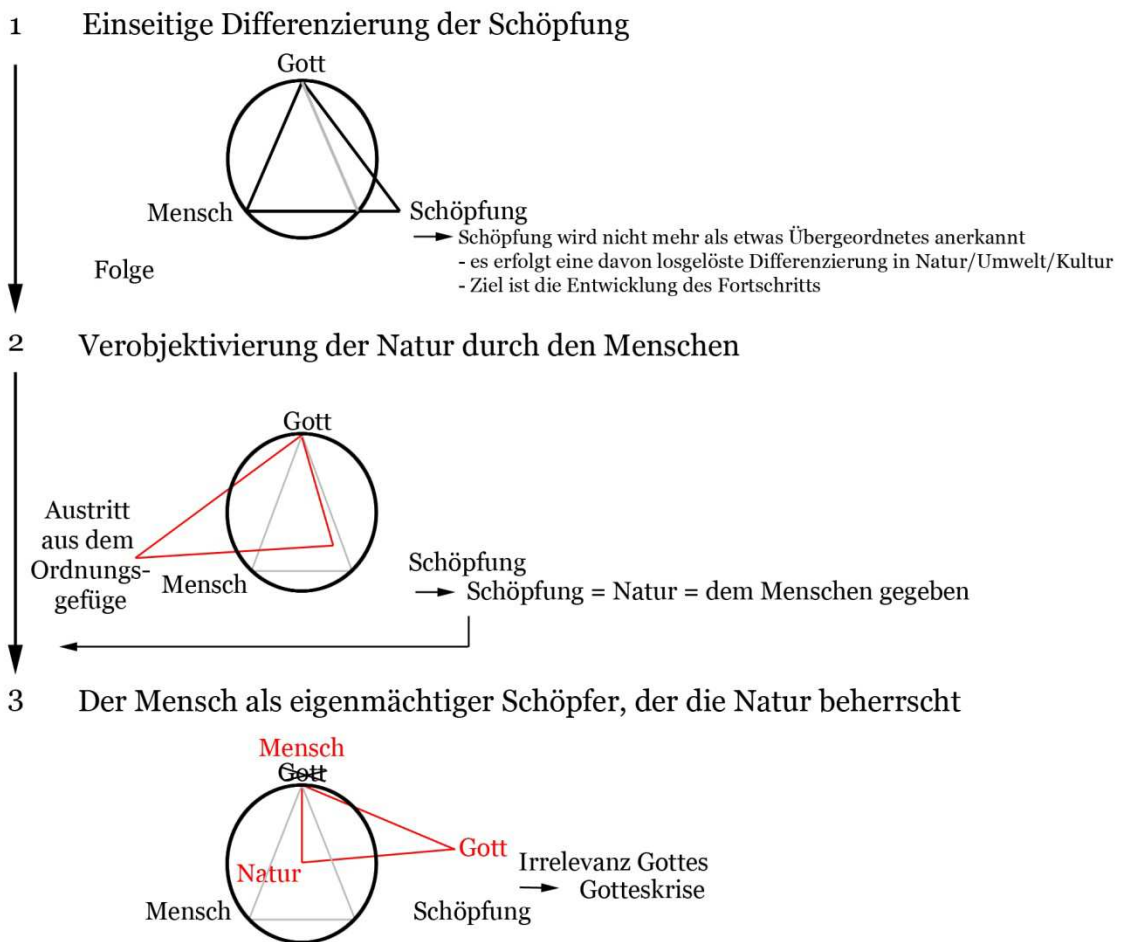 1 Einseitige Differenzierung der Schöpfung
Gott
Mensch
Schöpfung
Schöpfung wird nicht mehr als etwas Übergeordnetes anerkannt
- es erfolgt eine davon losgelöste Differenzierung in Natur/Umwelt/Kultur
- Ziel ist die Entwicklung des Fortschritts
Folge
2 Verobjektivierung der Natur durch den Menschen
Gott
Austritt
aus dem
Ordnungs-
gefüge
Mensch
Schöpfung
Schöpfung = Natur = dem Menschen gegeben
3 Der Mensch als eigenmächtiger Schöpfer, der die Natur beherrscht
Mensch
Gott
Gott
Natur
Irrelevanz Gottes
Gotteskrise
Mensch
Schöpfung